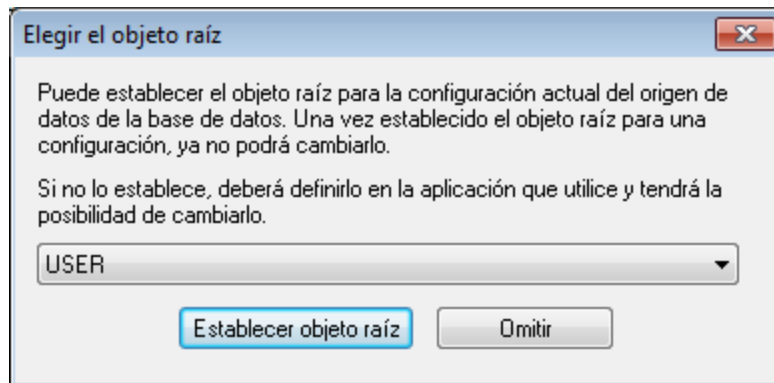 Elegir el objeto raíz
Puede establecer el objeto raíz para la configuración actual del origen de
datos de la base de datos. Una vez establecido el objeto raíz para una
configuración, ya no podrá cambiarlo.
Si no lo establece, deberá definirlo en la aplicación que utilice y tendrá la
posibilidad de cambiarlo.
USER
Establecer objeto raíz
Omitir